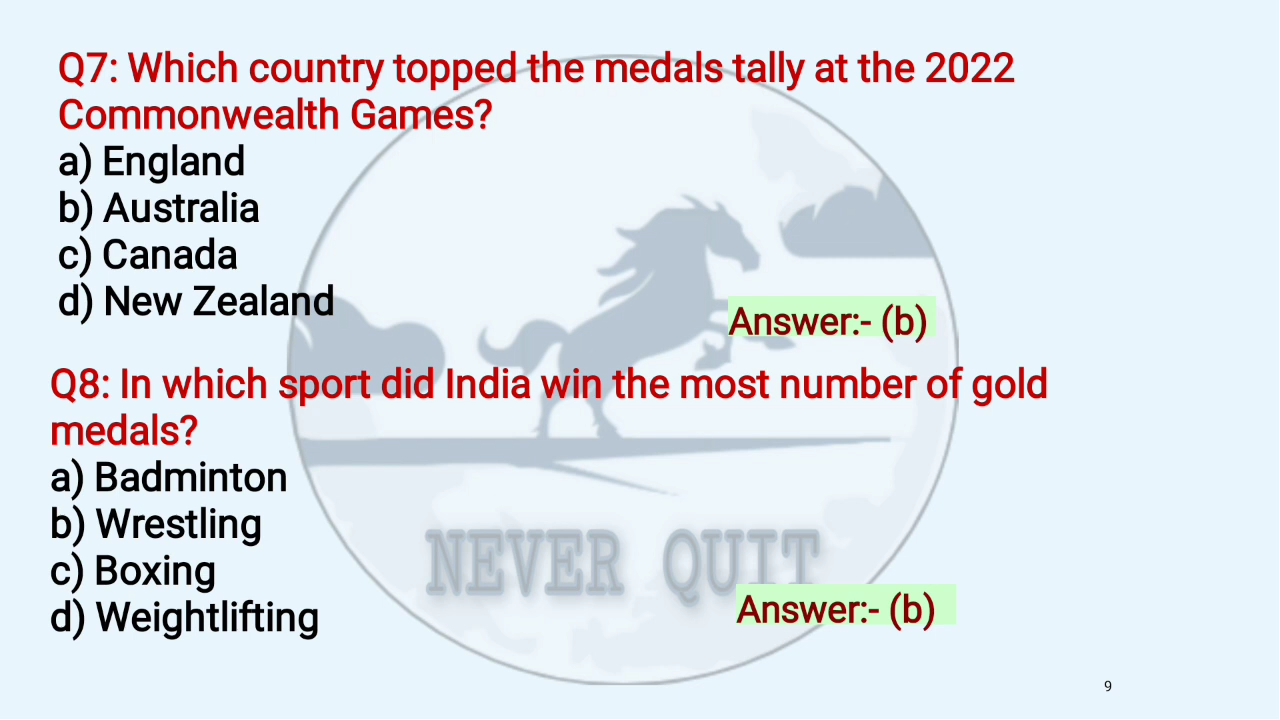 Q7: Which country topped the medals tally at the 2022
Commonwealth Games?
a) England
b) Australia
c) Canada
d) New Zealand
Answer:- (b)
Q8: In which sport did India win the most number of gold
medals?
a) Badminton
b) Wrestling
c) Boxing
d) Weightlifting
NEVER QUIT
Answer:- (b)
9